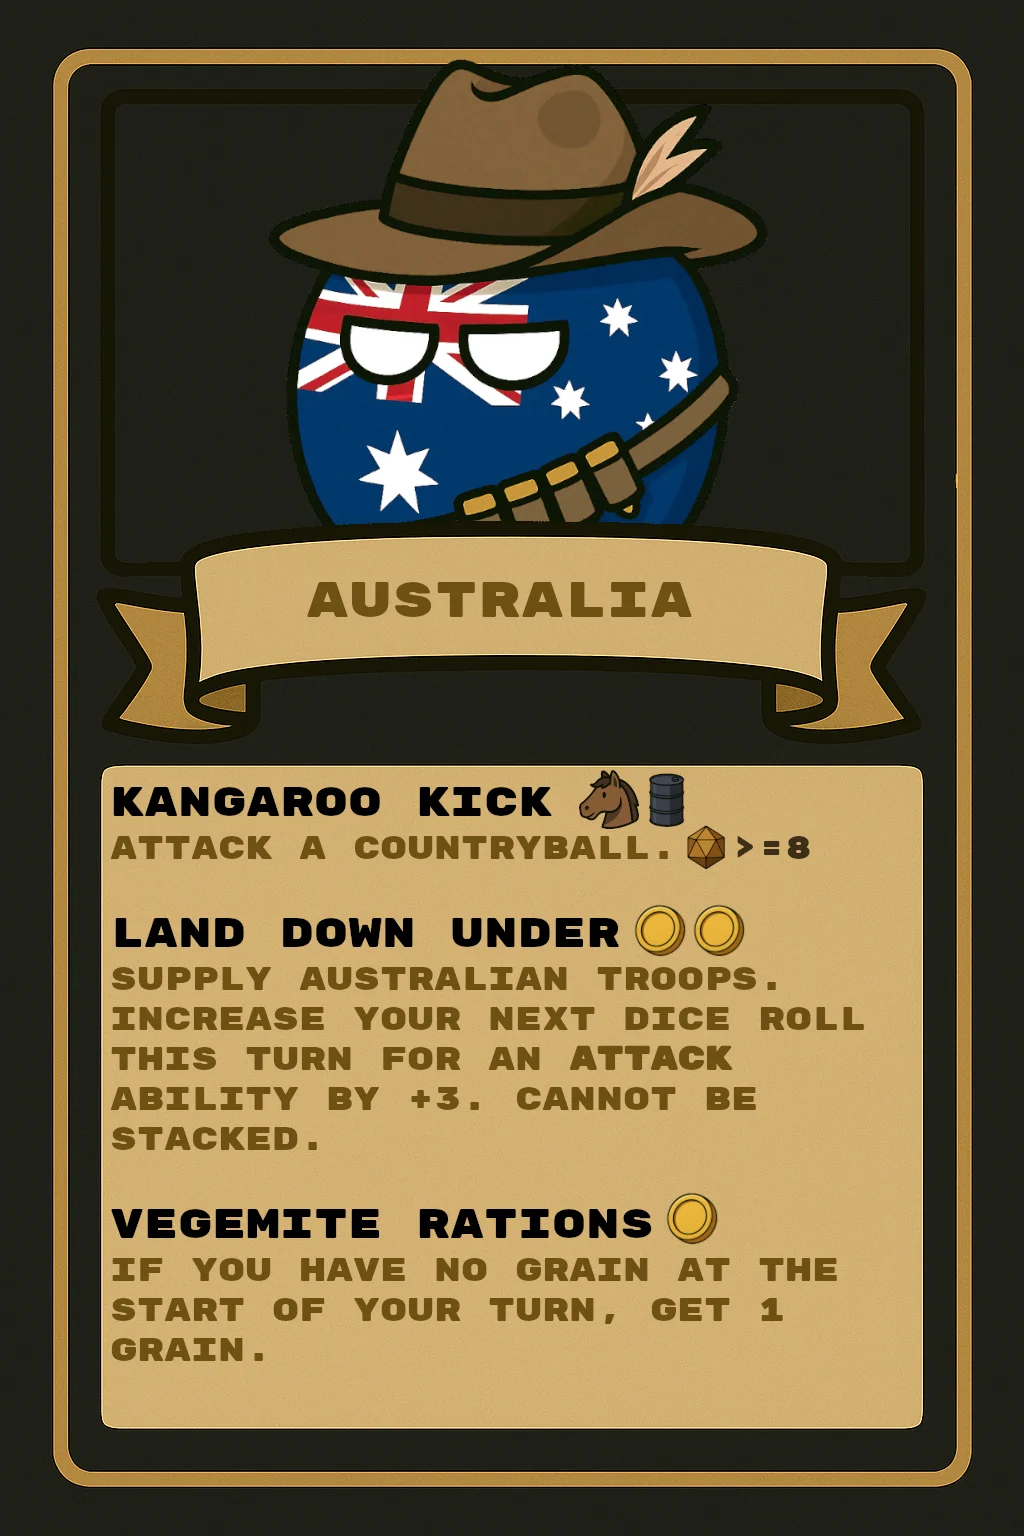 AUSTRALIA
KANGAROO KICK
ATTACK A COUNTRYBALL. >=8
LAND DOWN UNDER
SUPPLY AUSTRALIAN TROOPS.
INCREASE YOUR NEXT DICE ROLL
THIS TURN FOR AN ATTACK
ABILITY BY +3. CANNOT BE
STACKED.
VEGEMITE RATIONS
IF YOU HAVE NO GRAIN AT THE
START OF YOUR TURN, GET 1
GRAIN.